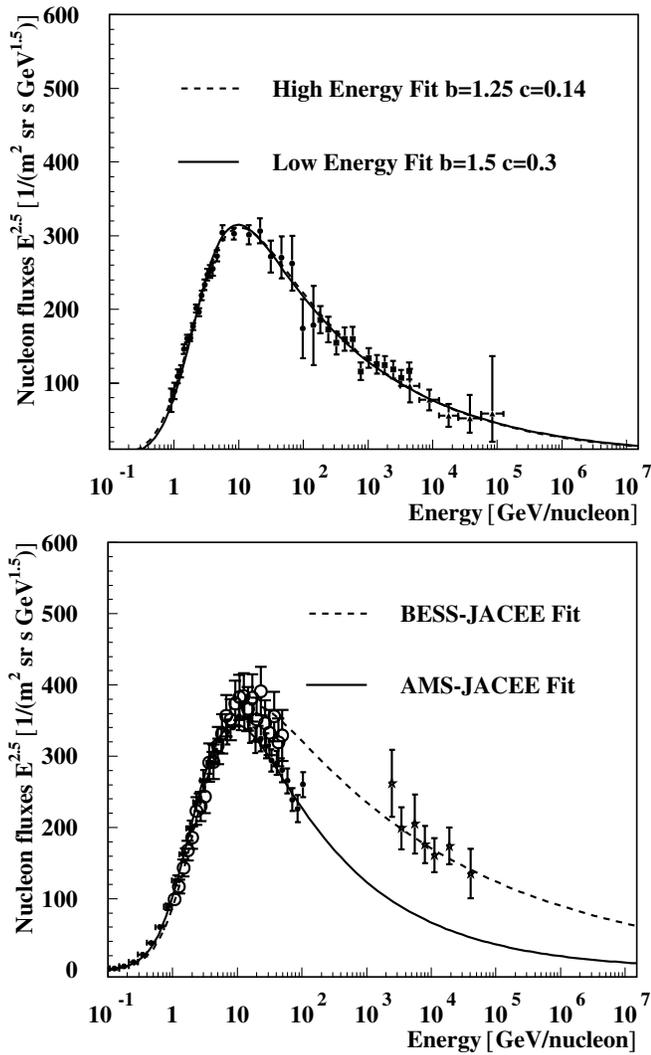 Nucleon fluxes E^2.5 [1/(m^2 sr s GeV^1.5)]
600
500
400
300
200
100
High Energy Fit b=1.25 c=0.14
Low Energy Fit b=1.5 c=0.3
10^-1 1 10 10^2 10^3 10^4 10^5 10^6 10^7
Energy [GeV/nucleon]
Nucleon fluxes E^2.5 [1/(m^2 sr s GeV^1.5)]
600
500
400
300
200
100
0
BESS-JACEE Fit
AMS-JACEE Fit
10^-1 1 10 10^2 10^3 10^4 10^5 10^6 10^7
Energy [GeV/nucleon]